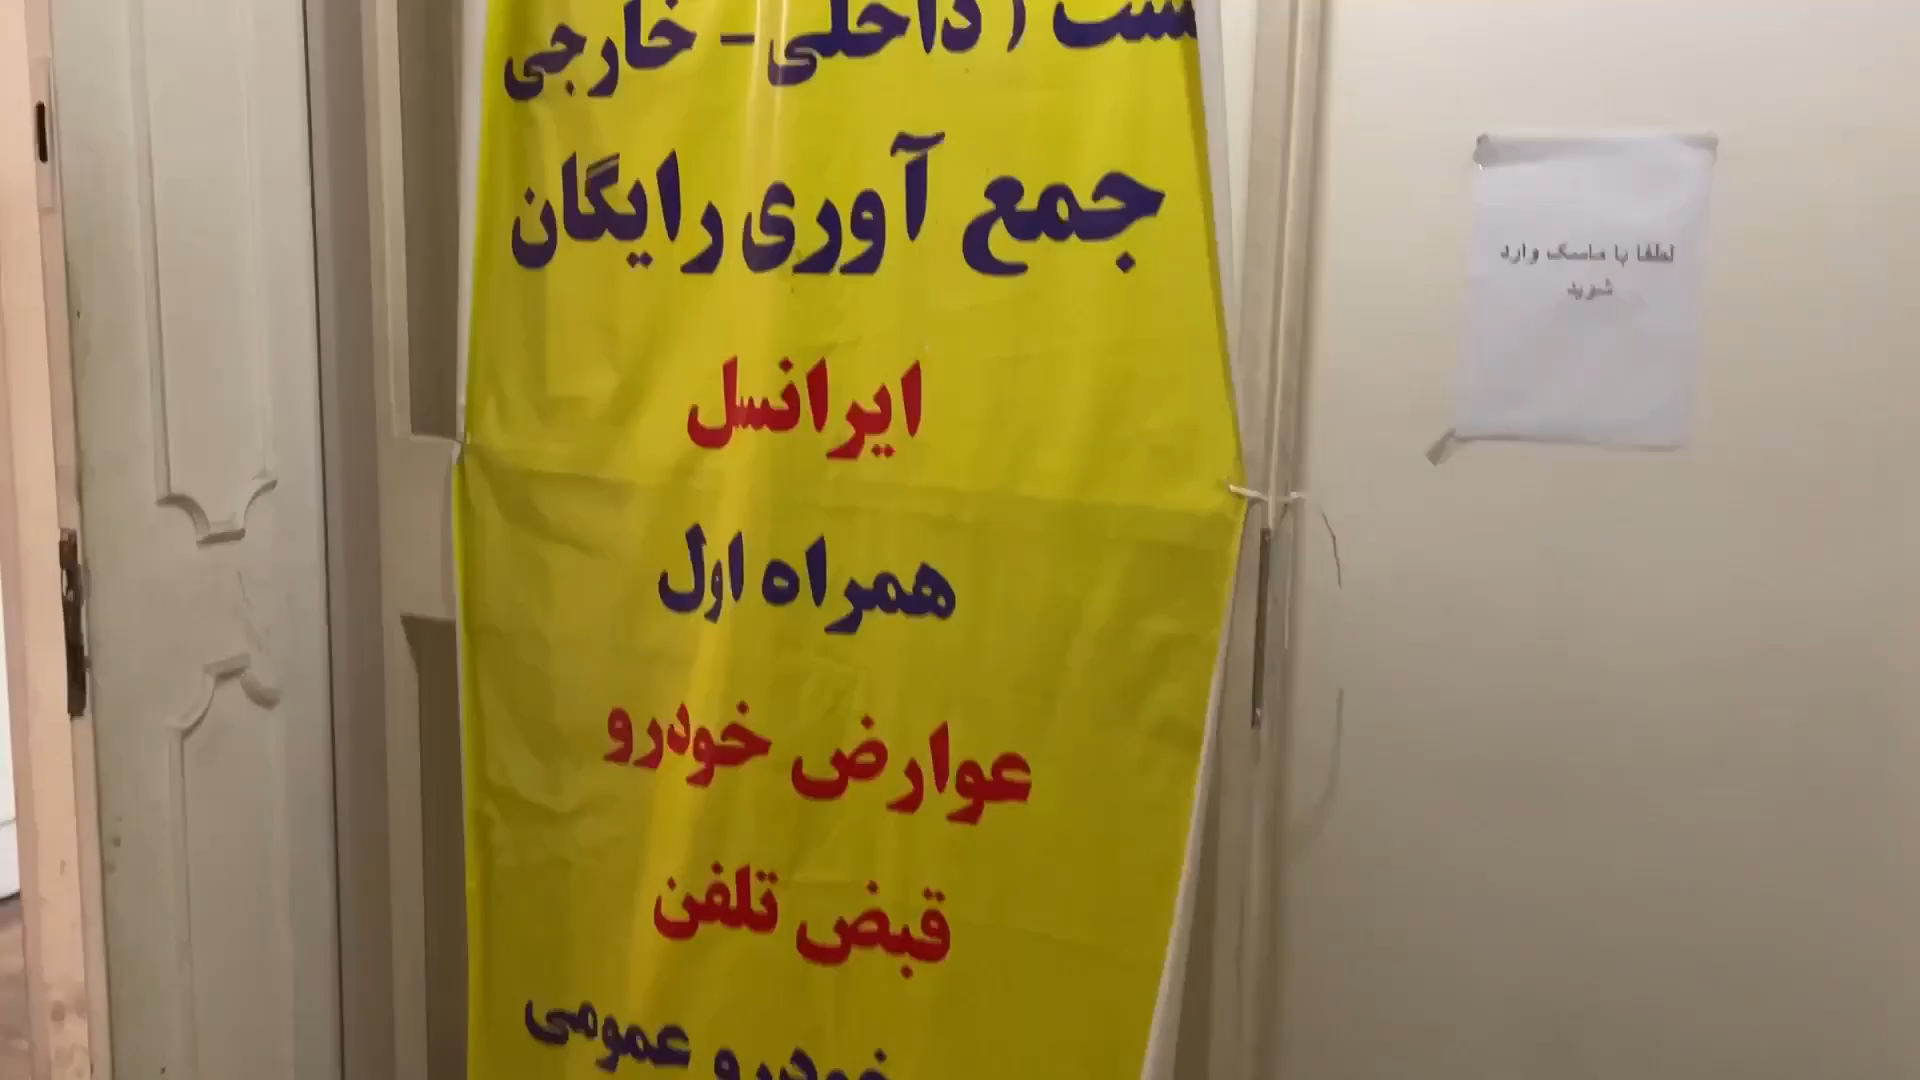 پست ( داخلی - خارجی
جمع آوری رایگان
ایرانسل
همراه اول
عوارض خودرو
قبض تلفن
خودرو عمومی
لطفا با ماسک وارد
شوید